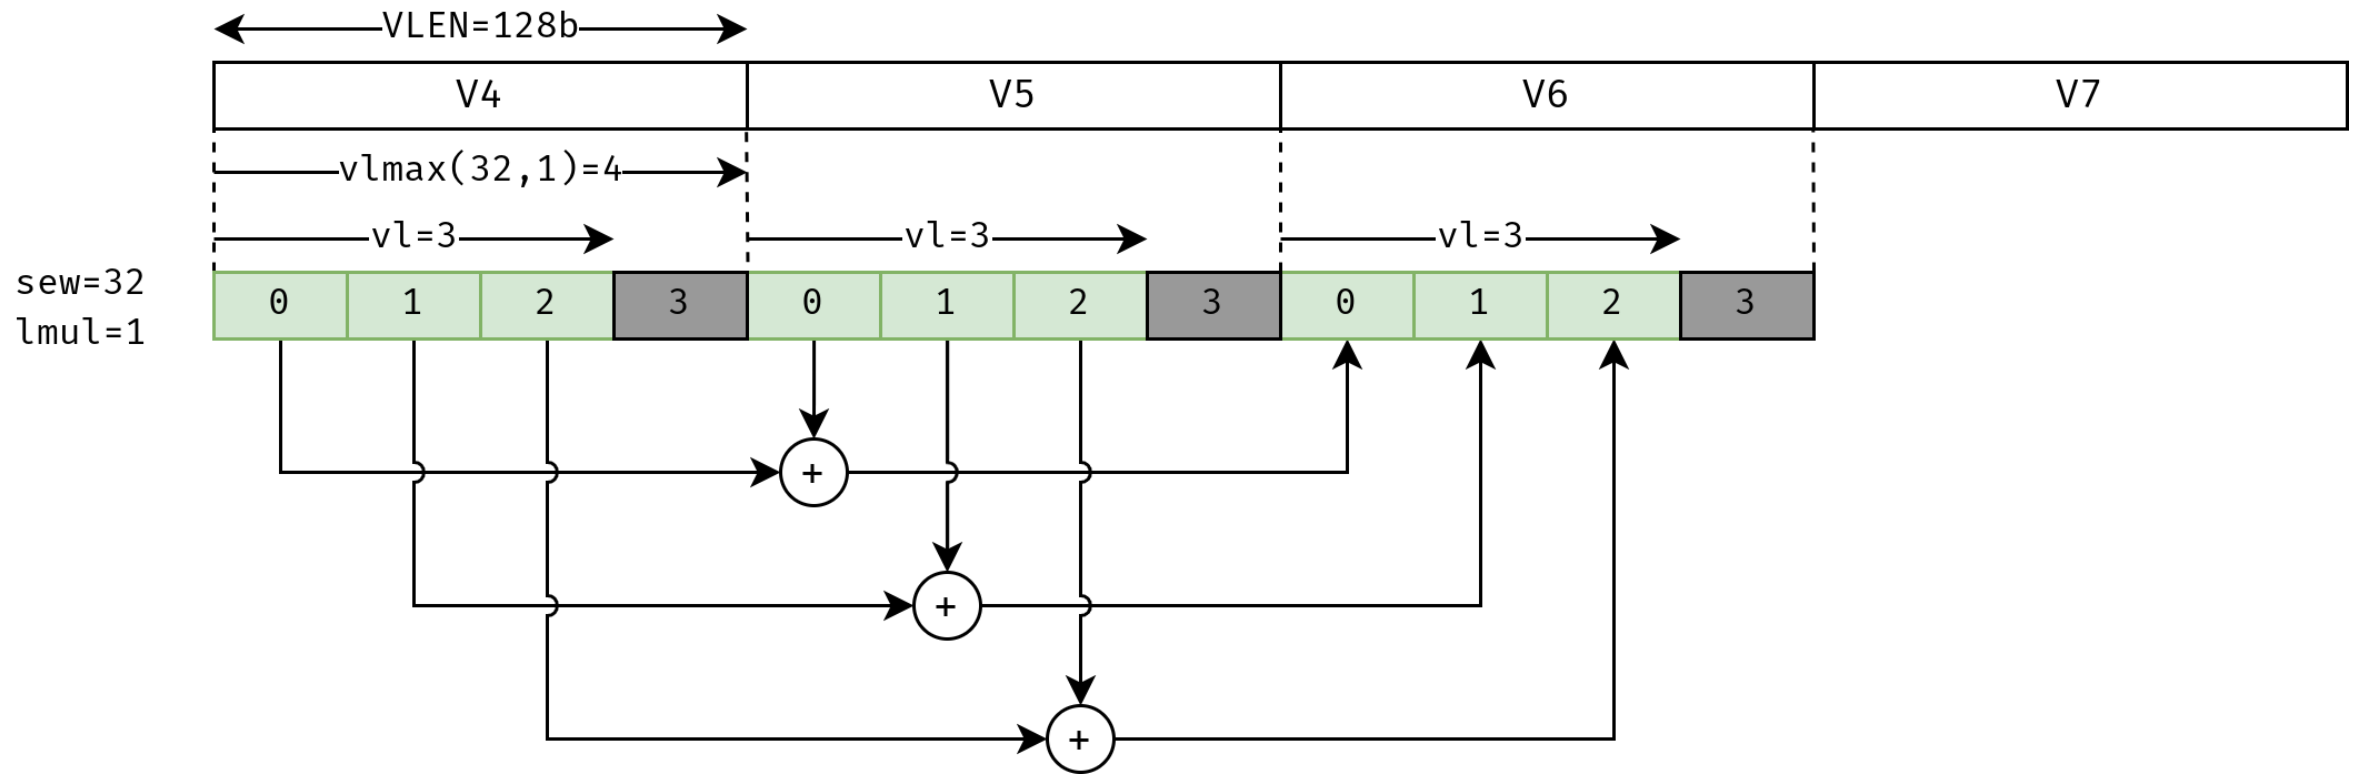 VLEN=128b
V4 V5 V6 V7
vlmax(32,1)=4
vl=3 vl=3 vl=3
sew=32
lmul=1
0 1 2 3 0 1 2 3 0 1 2 3
+
+
+